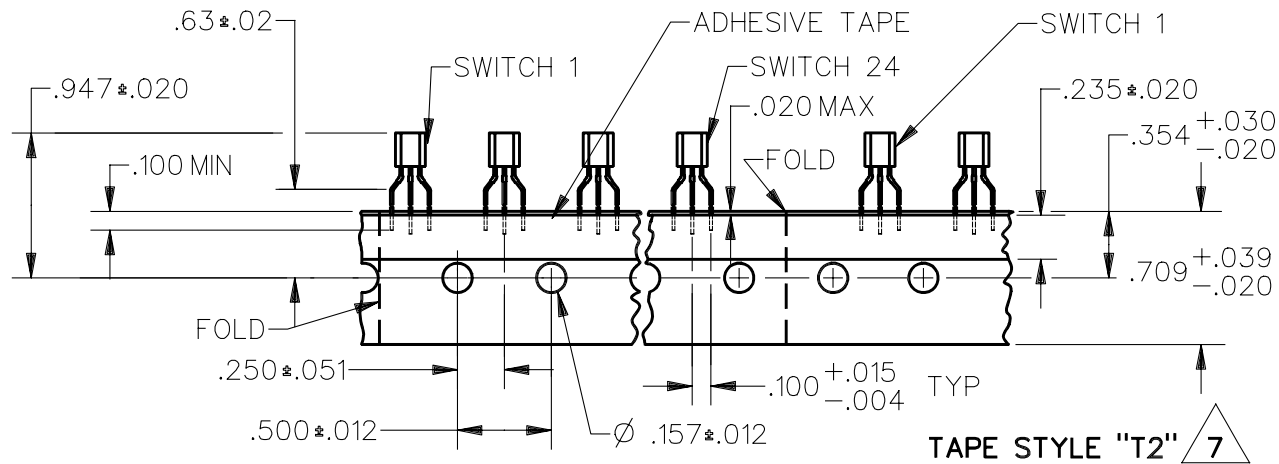 .63±.02
ADHESIVE TAPE
SWITCH 1
SWITCH 1
SWITCH 24
.947±.020
.020 MAX
.235±.020
.354 +.030 -.020
.100 MIN
FOLD
.709 +.039 -.020
FOLD
.250±.051
.100 +.015 -.004 TYP
.500±.012
Ø .157±.012
TAPE STYLE "T2" 7